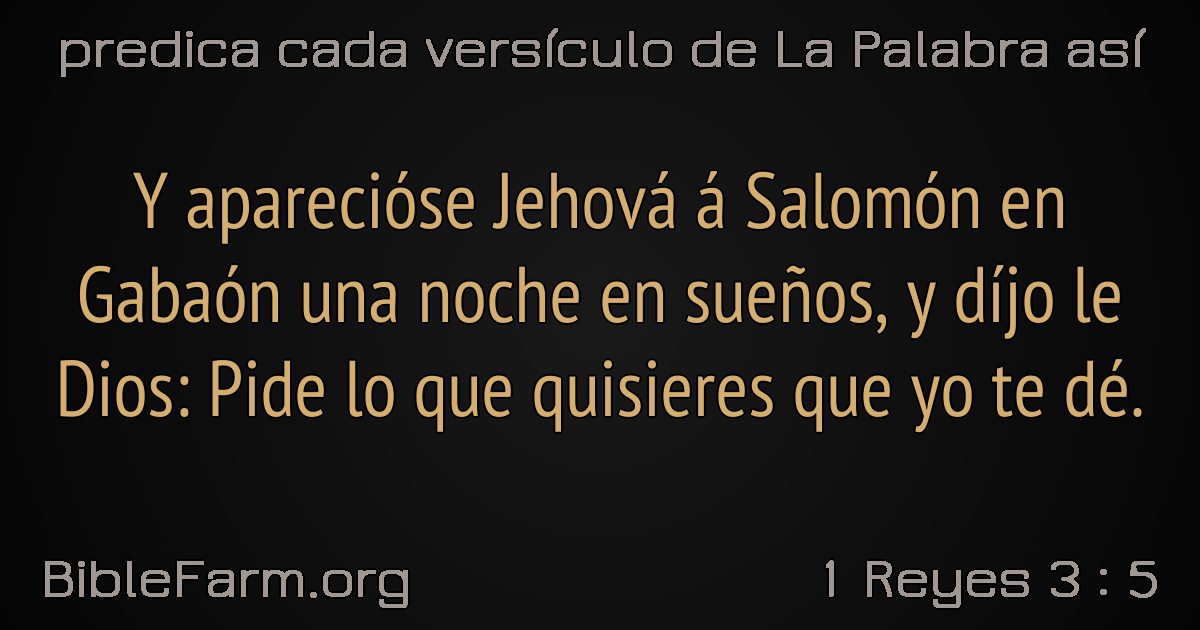 predica cada versículo de La Palabra así
Y aparecióse Jehová á Salomón en
Gabaón una noche en sueños, y díjo le
Dios: Pide lo que quisieres que yo te dé.
BibleFarm.org
1 Reyes 3 : 5